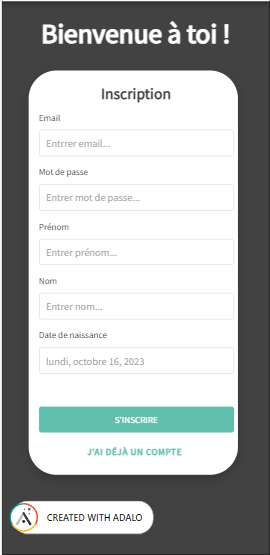 Bienvenue à toi !
Inscription
Email
Entrrer email...
Mot de passe
Entrer mot de passe...
Prénom
Entrer prénom...
Nom
Entrer nom...
Date de naissance
lundi, octobre 16, 2023
S'INSCRIRE
J'AI DÉJÀ UN COMPTE
CREATED WITH ADALO